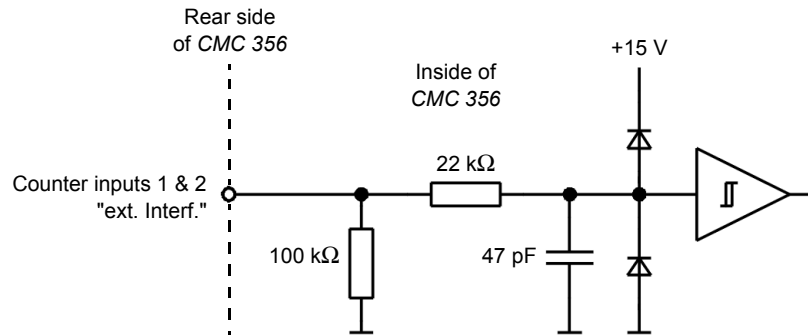 Rear side
of CMC 356
+15 V
Inside of
CMC 356
22 kΩ
Counter inputs 1 & 2
"ext. Interf."
100 kΩ
47 pF